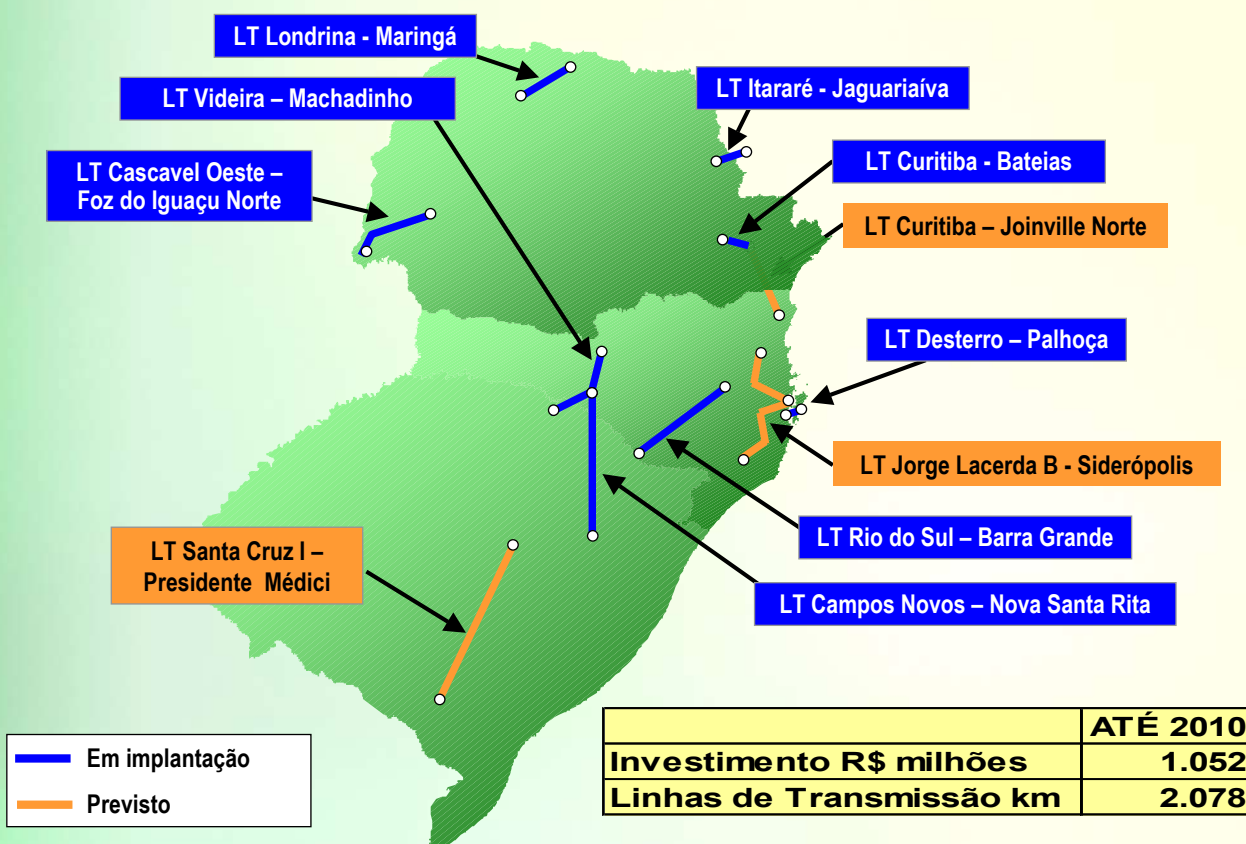 LT Londrina - Maringá
LT Videira – Machadinho
LT Itararé - Jaguariaíva
LT Cascavel Oeste –
Foz do Iguaçu Norte
LT Curitiba - Bateias
LT Curitiba – Joinville Norte
LT Desterro – Palhoça
LT Jorge Lacerda B - Siderópolis
LT Rio do Sul – Barra Grande
LT Santa Cruz I –
Presidente Médici
LT Campos Novos – Nova Santa Rita
Em implantação
Previsto
ATÉ 2010
Investimento R$ milhões 1.052
Linhas de Transmissão km 2.078